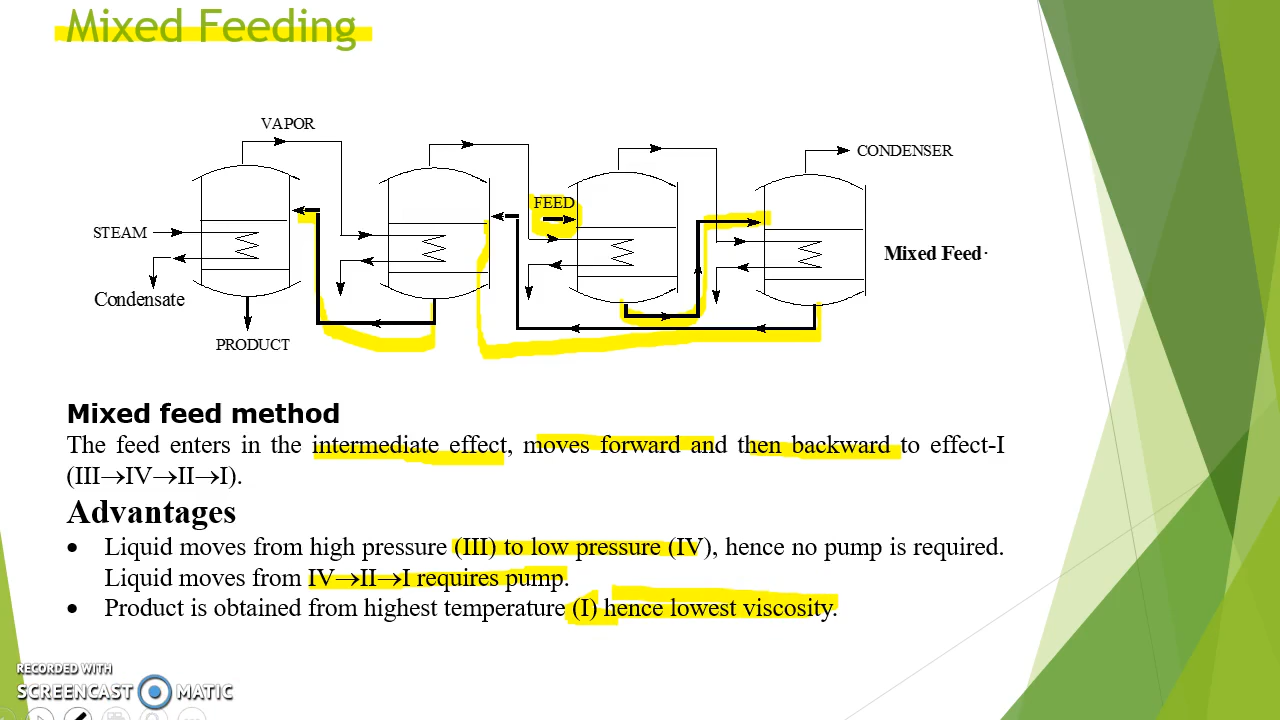 Mixed Feeding
VAPOR
CONDENSER
FEED
STEAM
Mixed Feed
Condensate
PRODUCT
Mixed feed method
The feed enters in the intermediate effect, moves forward and then backward to effect-I
(III→IV→II→I).
Advantages
• Liquid moves from high pressure (III) to low pressure (IV), hence no pump is required.
Liquid moves from IV→II→I requires pump.
• Product is obtained from highest temperature (I) hence lowest viscosity.
RECORDED WITH
SCREENCAST MATIC